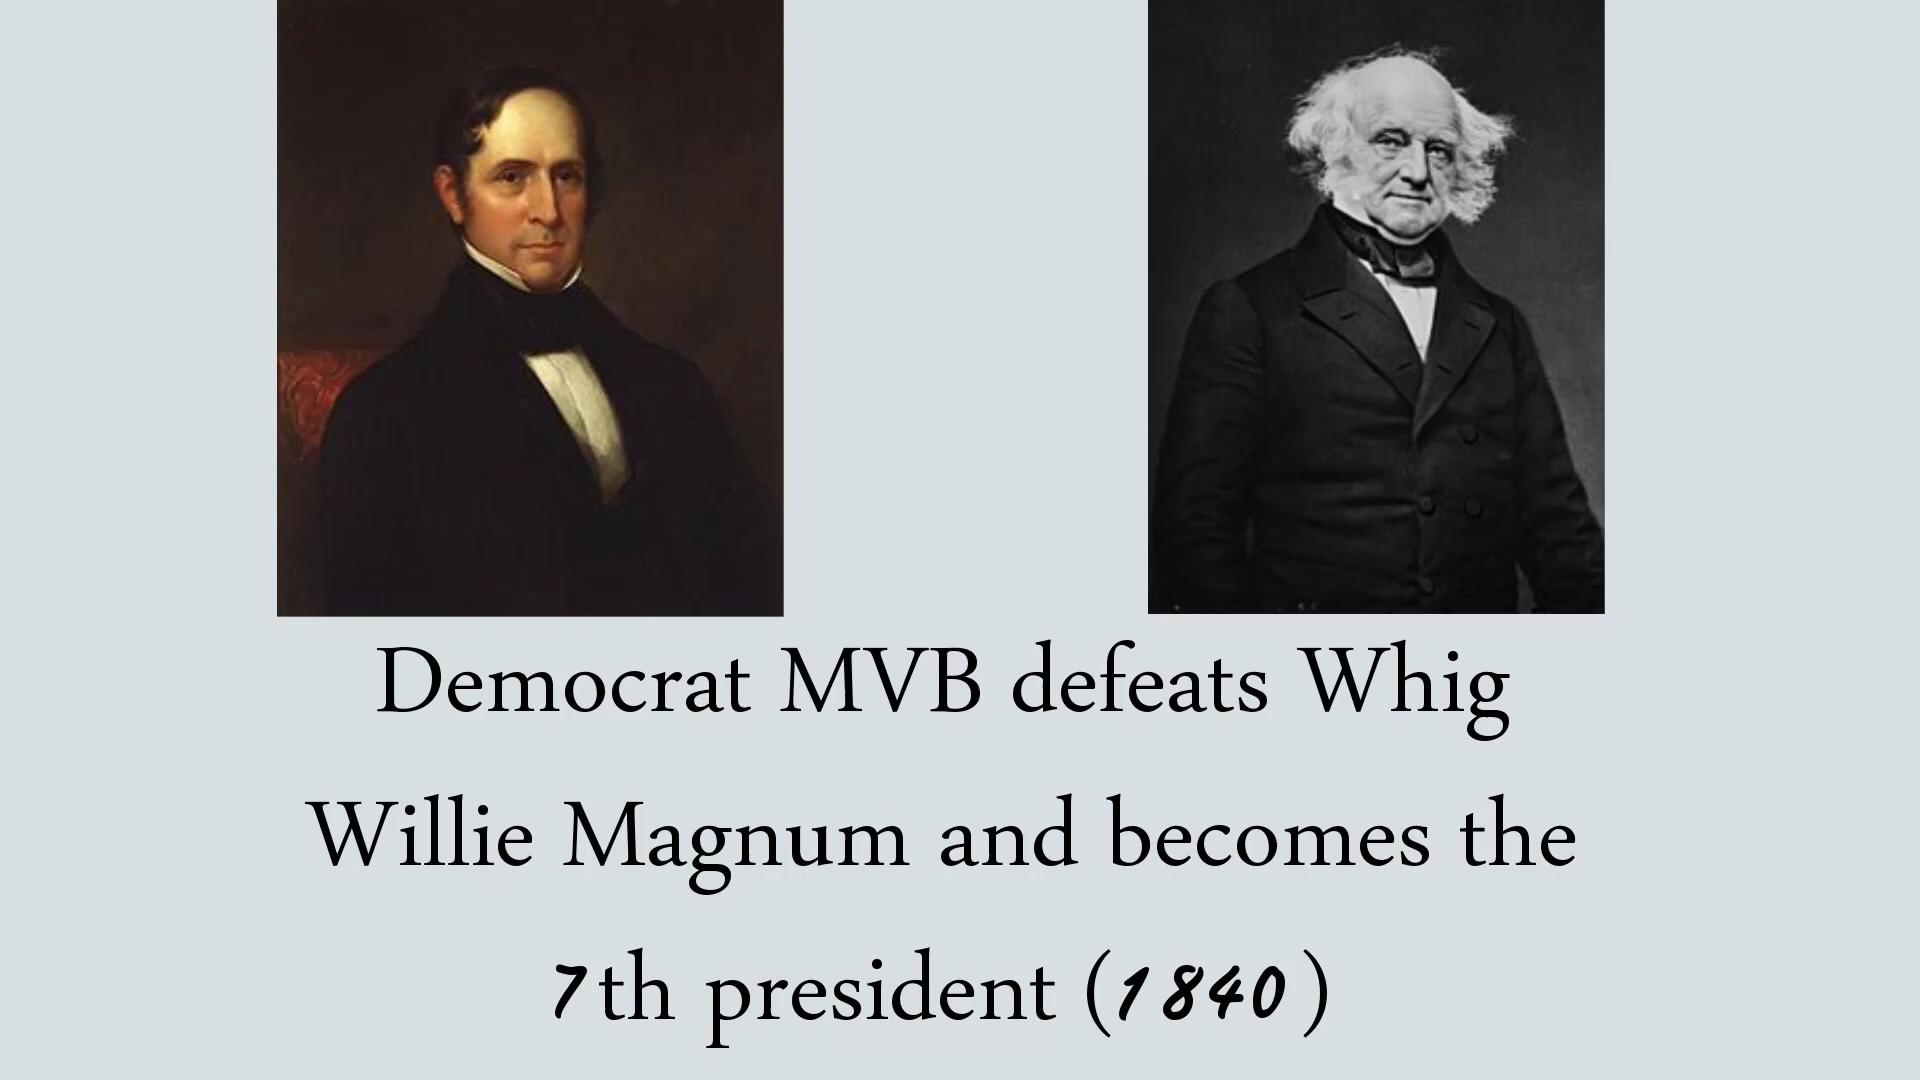 Democrat MVB defeats Whig
Willie Magnum and becomes the
7th president (1840)